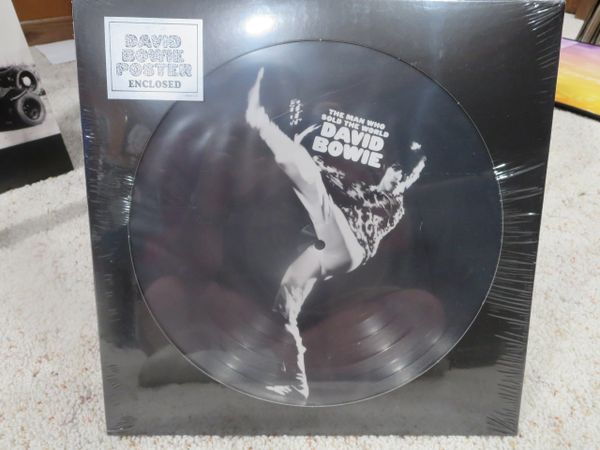 DAVID
BOWIE
POSTER
ENCLOSED
THE MAN WHO
SOLD THE WORLD
DAVID
BOWIE